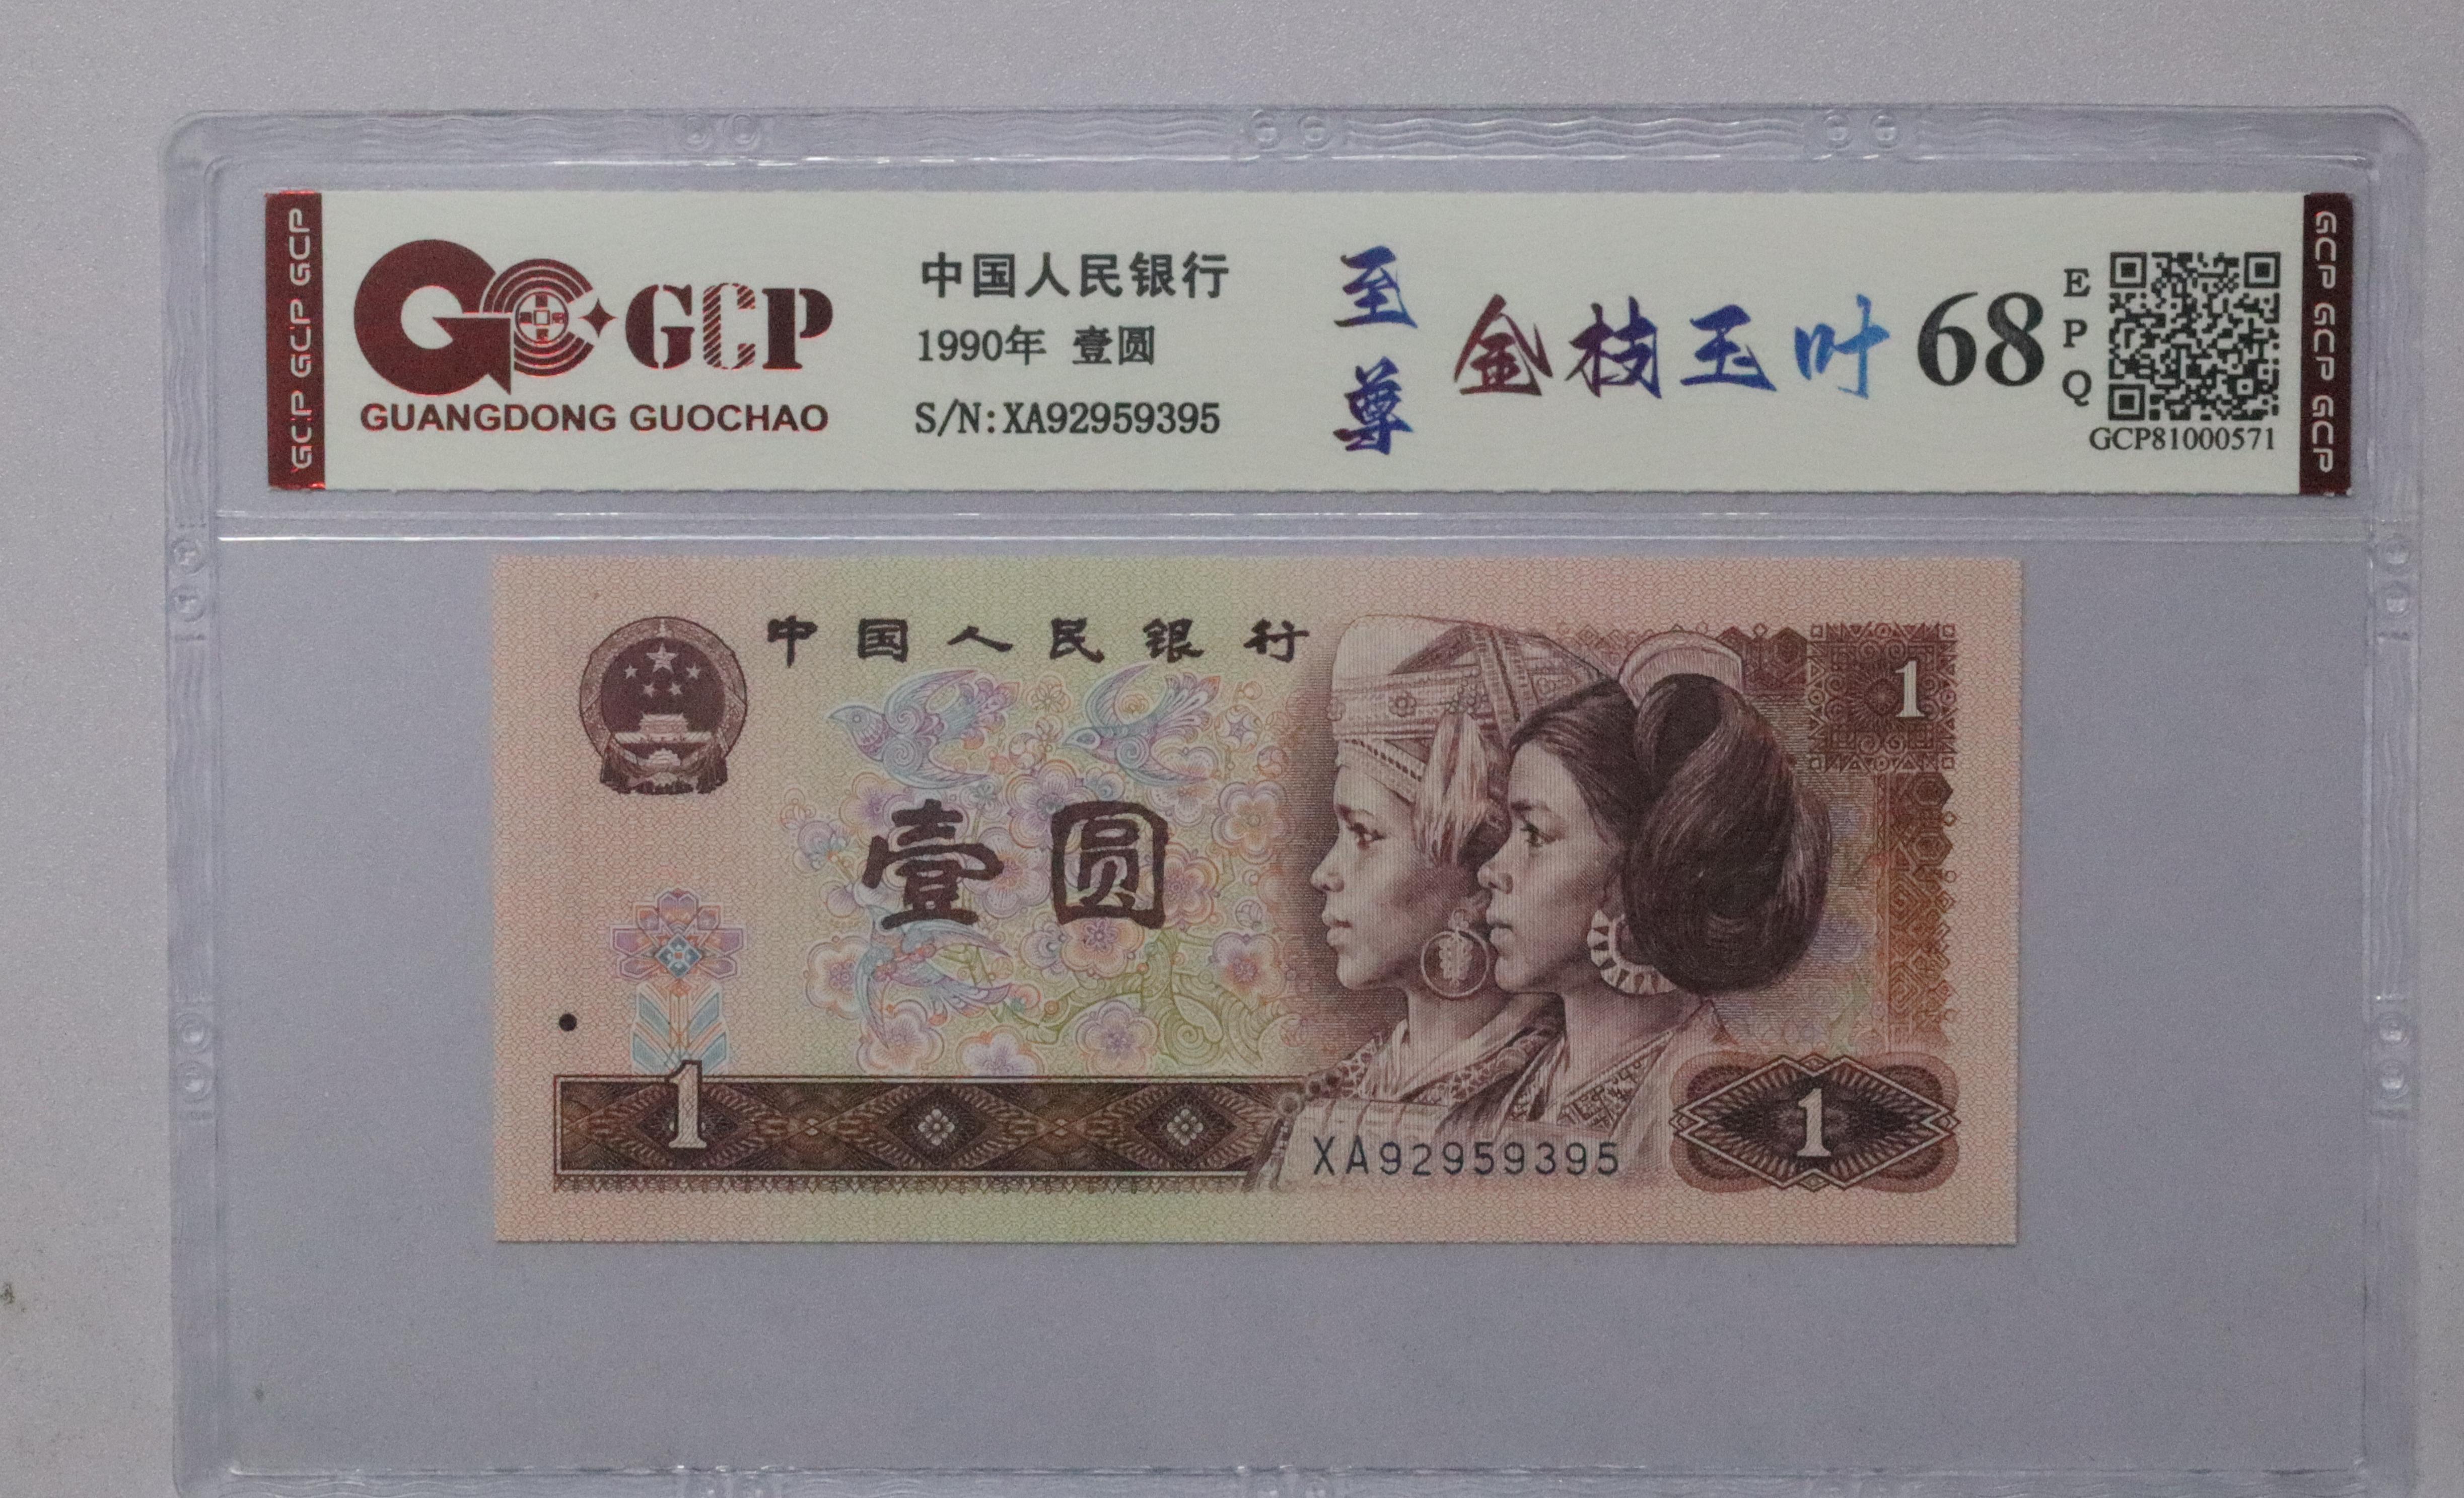 GCP GCP GCP
GCP
GUANGDONG GUOCHAO
中国人民银行
1990年 壹圆
S/N:XA92959395
至尊
金枝玉叶
68
EPQ
GCP81000571
GCP GCP GCP
中国人民银行
1
壹圆
1
XA92959395
1